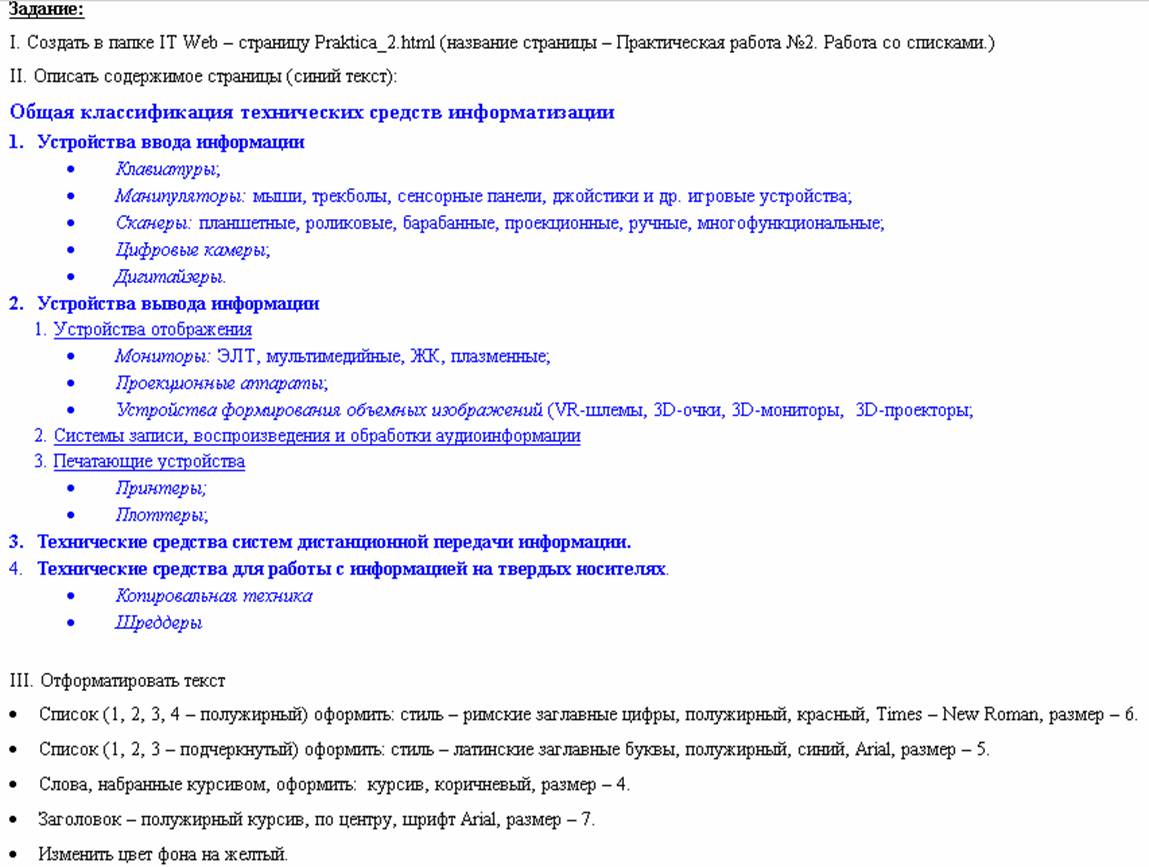 Задание:
I. Создать в папке IT Web – страницу Praktica_2.html (название страницы – Практическая работа №2. Работа со списками.)
II. Описать содержимое страницы (синий текст):
Общая классификация технических средств информатизации
1. Устройства ввода информации
• Клавиатуры;
• Манипуляторы: мыши, трекболы, сенсорные панели, джойстики и др. игровые устройства;
• Сканеры: планшетные, роликовые, барабанные, проекционные, ручные, многофункциональные;
• Цифровые камеры;
• Дигитайзеры.
2. Устройства вывода информации
1. Устройства отображения
• Мониторы: ЭЛТ, мультимедийные, ЖК, плазменные;
• Проекционные аппараты;
• Устройства формирования объемных изображений (VR-шлемы, 3D-очки, 3D-мониторы, 3D-проекторы;
2. Системы записи, воспроизведения и обработки аудиоинформации
3. Печатающие устройства
• Принтеры;
• Плоттеры;
3. Технические средства систем дистанционной передачи информации.
4. Технические средства для работы с информацией на твердых носителях.
• Копировальная техника
• Шреддеры
III. Отформатировать текст
• Список (1, 2, 3, 4 – полужирный) оформить: стиль – римские заглавные цифры, полужирный, красный, Times – New Roman, размер – 6.
• Список (1, 2, 3 – подчеркнутый) оформить: стиль – латинские заглавные буквы, полужирный, синий, Arial, размер – 5.
• Слова, набранные курсивом, оформить: курсив, коричневый, размер – 4.
• Заголовок – полужирный курсив, по центру, шрифт Arial, размер – 7.
• Изменить цвет фона на желтый.